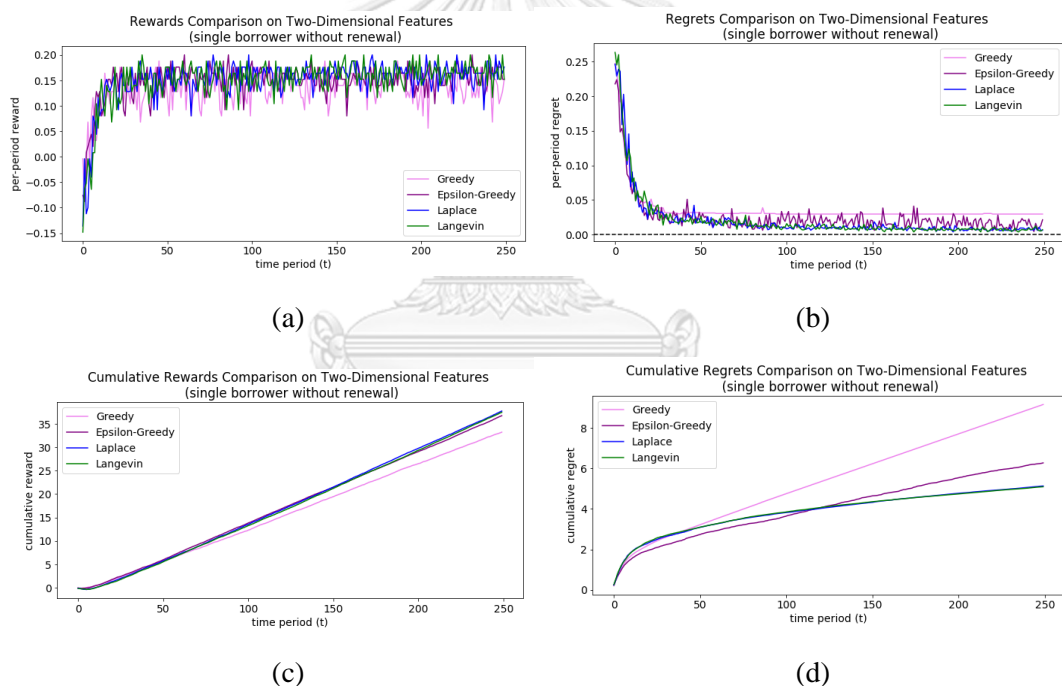 Rewards Comparison on Two-Dimensional Features
(single borrower without renewal)
per-period reward
0.20
0.15
0.10
0.05
0.00
−0.05
−0.10
−0.15
Greedy
Epsilon-Greedy
Laplace
Langevin
0 50 100 150 200 250
time period (t)
(a)
Regrets Comparison on Two-Dimensional Features
(single borrower without renewal)
per-period regret
0.25
0.20
0.15
0.10
0.05
0.00
Greedy
Epsilon-Greedy
Laplace
Langevin
0 50 100 150 200 250
time period (t)
(b)
Cumulative Rewards Comparison on Two-Dimensional Features
(single borrower without renewal)
cumulative reward
35
30
25
20
15
10
5
0
Greedy
Epsilon-Greedy
Laplace
Langevin
0 50 100 150 200 250
time period (t)
(c)
Cumulative Regrets Comparison on Two-Dimensional Features
(single borrower without renewal)
cumulative regret
8
6
4
2
0
Greedy
Epsilon-Greedy
Laplace
Langevin
0 50 100 150 200 250
time period (t)
(d)